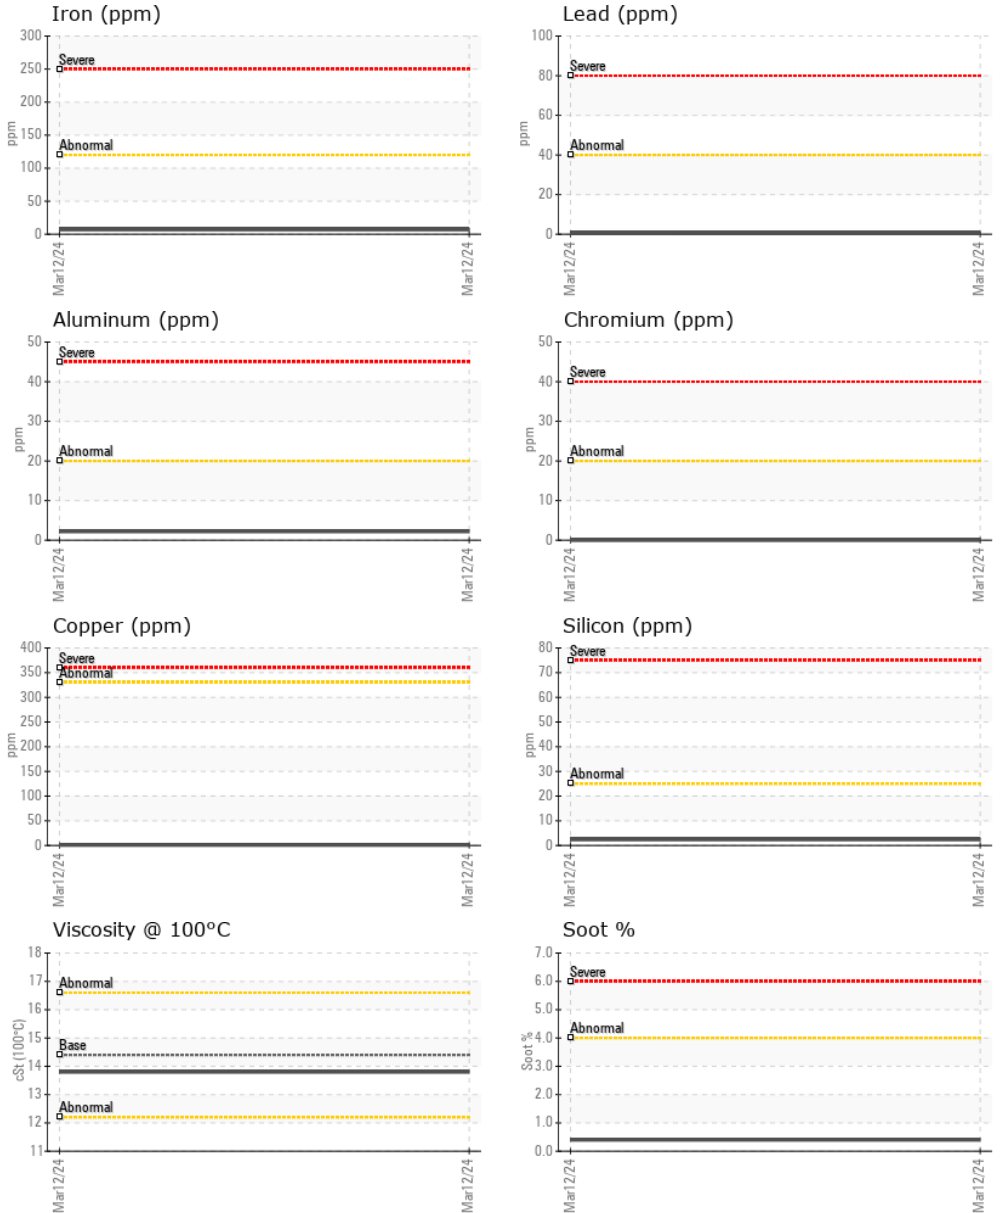 Iron (ppm)
300
250
200
150
100
50
0
ppm
Severe
Abnormal
Mar12/24
Mar12/24
Lead (ppm)
100
80
60
40
20
0
ppm
Severe
Abnormal
Mar12/24
Mar12/24
Aluminum (ppm)
50
40
30
20
10
0
ppm
Severe
Abnormal
Mar12/24
Mar12/24
Chromium (ppm)
50
40
30
20
10
0
ppm
Severe
Abnormal
Mar12/24
Mar12/24
Copper (ppm)
400
350
300
250
200
150
100
50
0
ppm
Severe
Abnormal
Mar12/24
Mar12/24
Silicon (ppm)
80
70
60
50
40
30
20
10
0
ppm
Severe
Abnormal
Mar12/24
Mar12/24
Viscosity @ 100°C
18
17
16
15
14
13
12
11
cSt (100°C)
Abnormal
Base
Abnormal
Mar12/24
Mar12/24
Soot %
7.0
6.0
5.0
4.0
3.0
2.0
1.0
0.0
Soot %
Severe
Abnormal
Mar12/24
Mar12/24